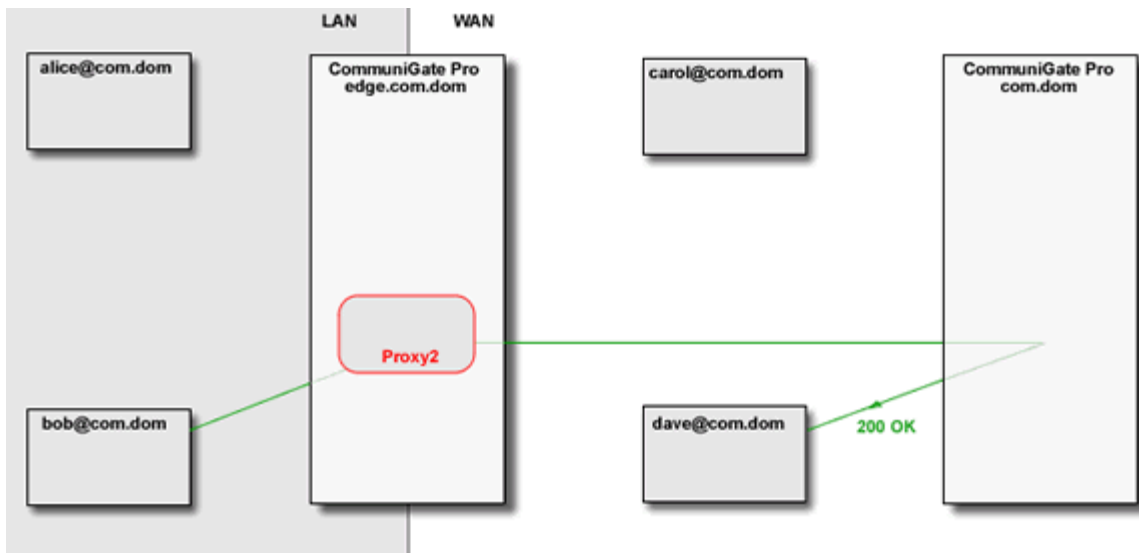 LAN
WAN
alice@com.dom
CommuniGate Pro
edge.com.dom
carol@com.dom
CommuniGate Pro
com.dom
Proxy2
bob@com.dom
dave@com.dom
200 OK